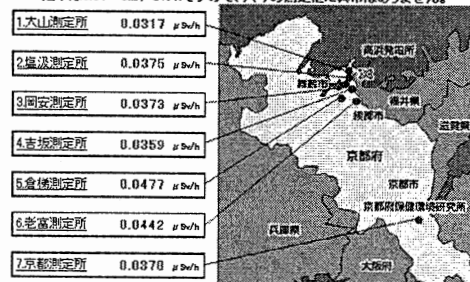 1.大山測定所 0.0317 μSv/h
2.塩汲測定所 0.0375 μSv/h
3.岡安測定所 0.0373 μSv/h
4.吉坂測定所 0.0359 μSv/h
5.倉梯測定所 0.0477 μSv/h
6.老富測定所 0.0442 μSv/h
7.京都測定所 0.0378 μSv/h
高浜発電所
舞鶴市
福井県
綾部市
滋賀県
京都府
京都市
京都府保健環境研究所
兵庫県
大阪府